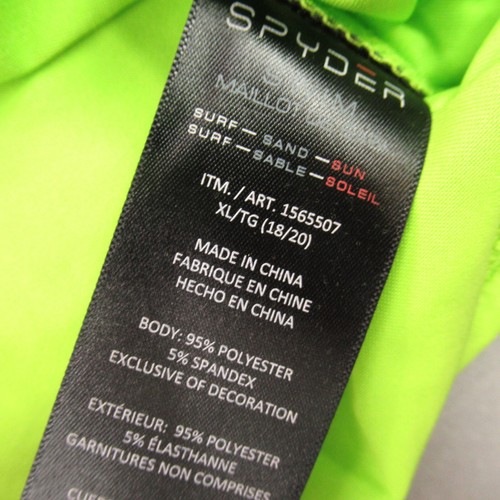 SPYDER
MAILLOT
SURF — SAND — SUN
SURF — SABLE — SOLEIL
ITM. / ART. 1565507
XL/TG (18/20)
MADE IN CHINA
FABRIQUE EN CHINE
HECHO EN CHINA
BODY: 95% POLYESTER
5% SPANDEX
EXCLUSIVE OF DECORATION
EXTÉRIEUR: 95% POLYESTER
5% ÉLASTHANNE
GARNITURES NON COMPRISES